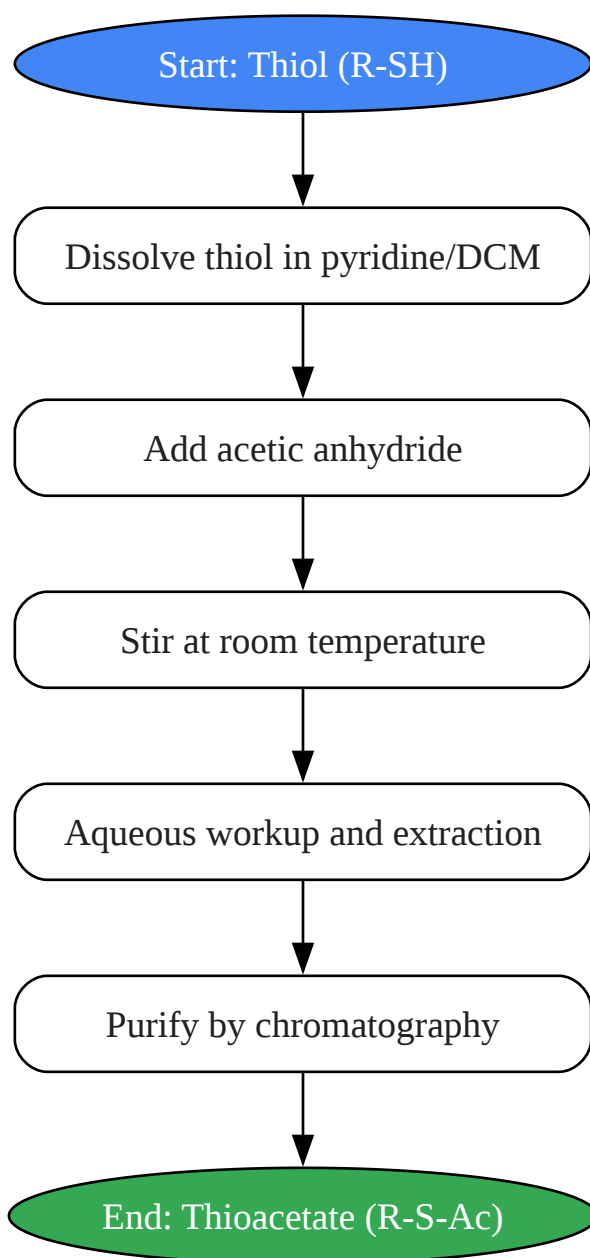 Start: Thiol (R-SH)
Dissolve thiol in pyridine/DCM
Add acetic anhydride
Stir at room temperature
Aqueous workup and extraction
Purify by chromatography
End: Thioacetate (R-S-Ac)